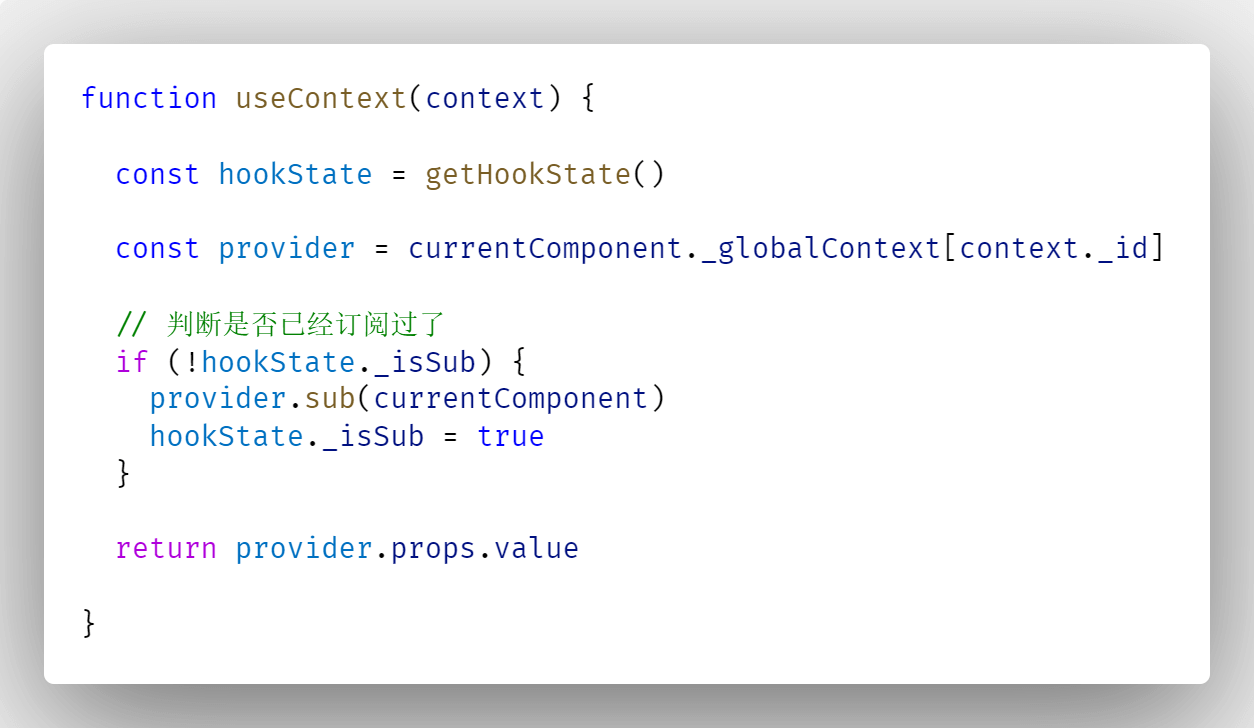 function useContext(context) {
const hookState = getHookState()
const provider = currentComponent._globalContext[context._id]
// 判断是否已经订阅过了
if (!hookState._isSub) {
provider.sub(currentComponent)
hookState._isSub = true
}
return provider.props.value
}